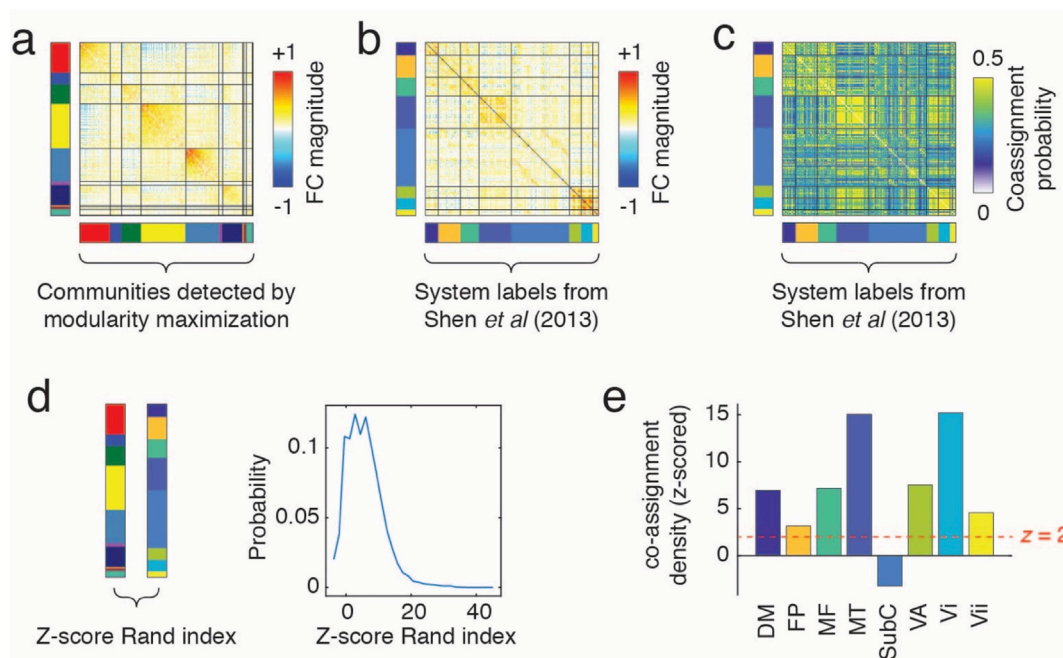 a
+1
-1
FC magnitude
Communities detected by
modularity maximization
b
+1
-1
FC magnitude
System labels from
Shen et al (2013)
c
0.5
0
Coassignment
probability
System labels from
Shen et al (2013)
d
Z-score Rand index
Probability
0.1
0.05
0
0
20
40
Z-score Rand index
e
co-assignment
density (z-scored)
15
10
5
0
z = 2
DM
FP
MF
MT
SubC
VA
Vi
Vii